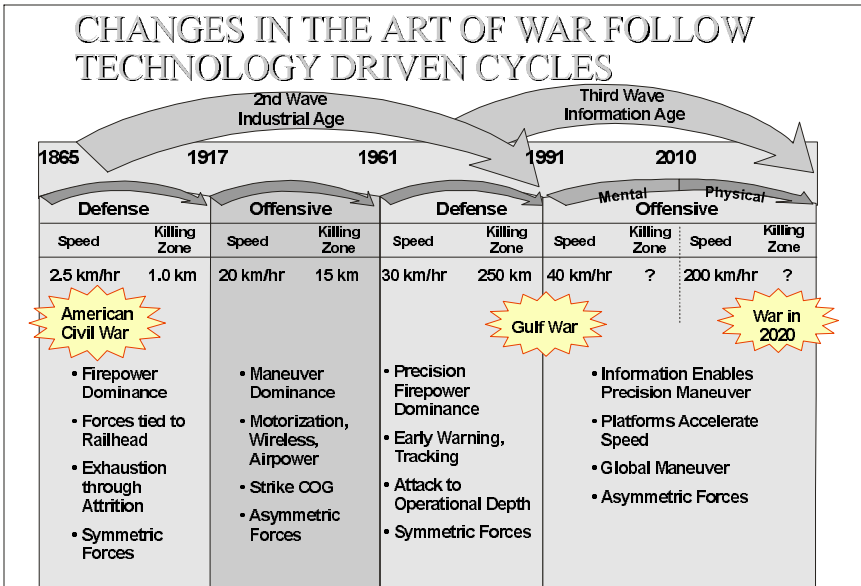 CHANGES IN THE ART OF WAR FOLLOW
TECHNOLOGY DRIVEN CYCLES
2nd Wave
Industrial Age
Third Wave
Information Age
1865
1917
1961
1991
2010
Mental
Physical
Defense
Offensive
Defense
Offensive
Speed
Killing
Zone
Speed
Killing
Zone
Speed
Killing
Zone
Speed
Killing
Zone
Speed
Killing
Zone
2.5 km/hr
1.0 km
20 km/hr
15 km
30 km/hr
250 km
40 km/hr
?
200 km/hr
?
American
Civil War
Gulf War
War in
2020
• Firepower
Dominance
• Forces tied to
Railhead
• Exhaustion
through
Attrition
• Symmetric
Forces
• Maneuver
Dominance
• Motorization,
Wireless,
Airpower
• Strike COG
• Asymmetric
Forces
• Precision
Firepower
Dominance
• Early Warning,
Tracking
• Attack to
Operational Depth
• Symmetric Forces
• Information Enables
Precision Maneuver
• Platforms Accelerate
Speed
• Global Maneuver
• Asymmetric Forces